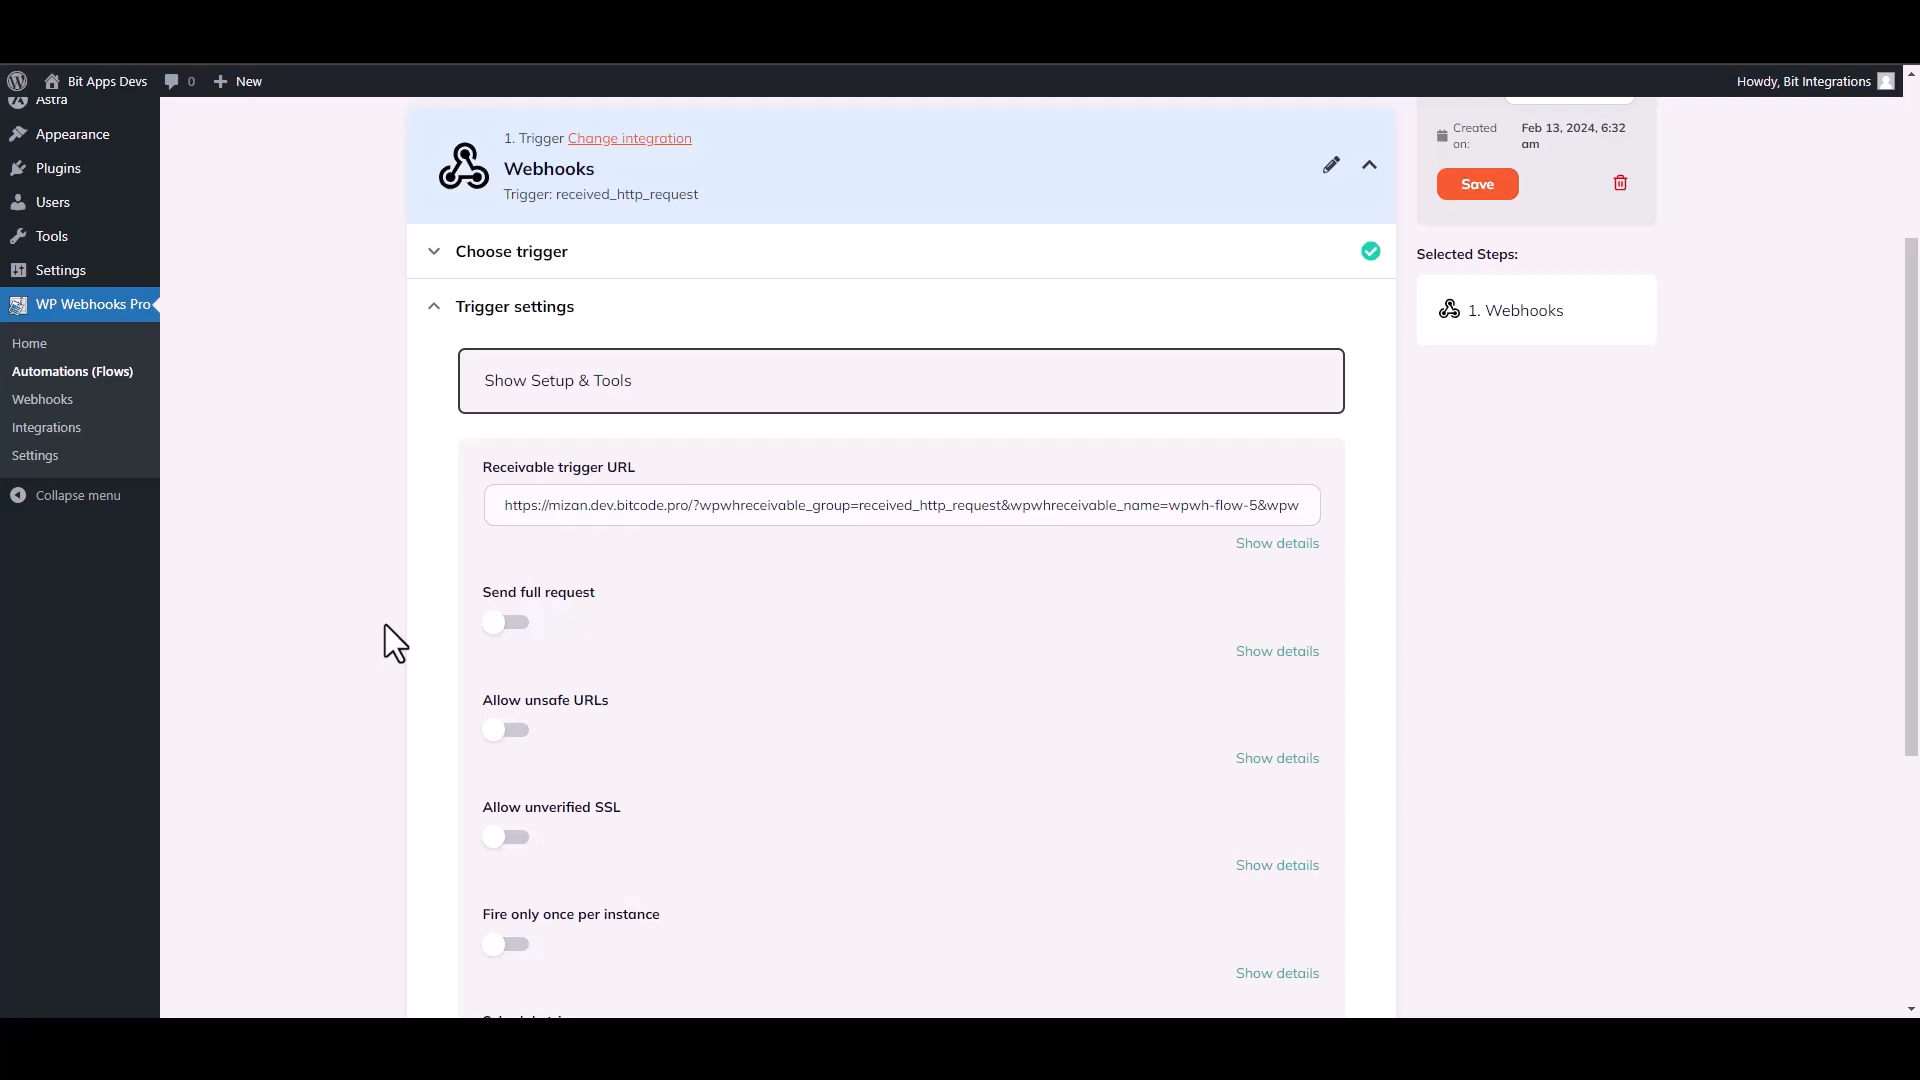 Bit Apps Devs
0
New
Howdy, Bit Integrations
Astra
Appearance
Plugins
Users
Tools
Settings
WP Webhooks Pro
Home
Automations (Flows)
Webhooks
Integrations
Settings
Collapse menu
1. Trigger Change integration
Webhooks
Trigger: received_http_request
Choose trigger
Trigger settings
Show Setup & Tools
Receivable trigger URL
https://mizan.dev.bitcode.pro/?wpwhreceivable_group=received_http_request&wpwhreceivable_name=wpwh-flow-5&wpw
Show details
Send full request
Show details
Allow unsafe URLs
Show details
Allow unverified SSL
Show details
Fire only once per instance
Show details
Created
on:
Feb 13, 2024, 6:32
am
Save
Selected Steps:
1. Webhooks